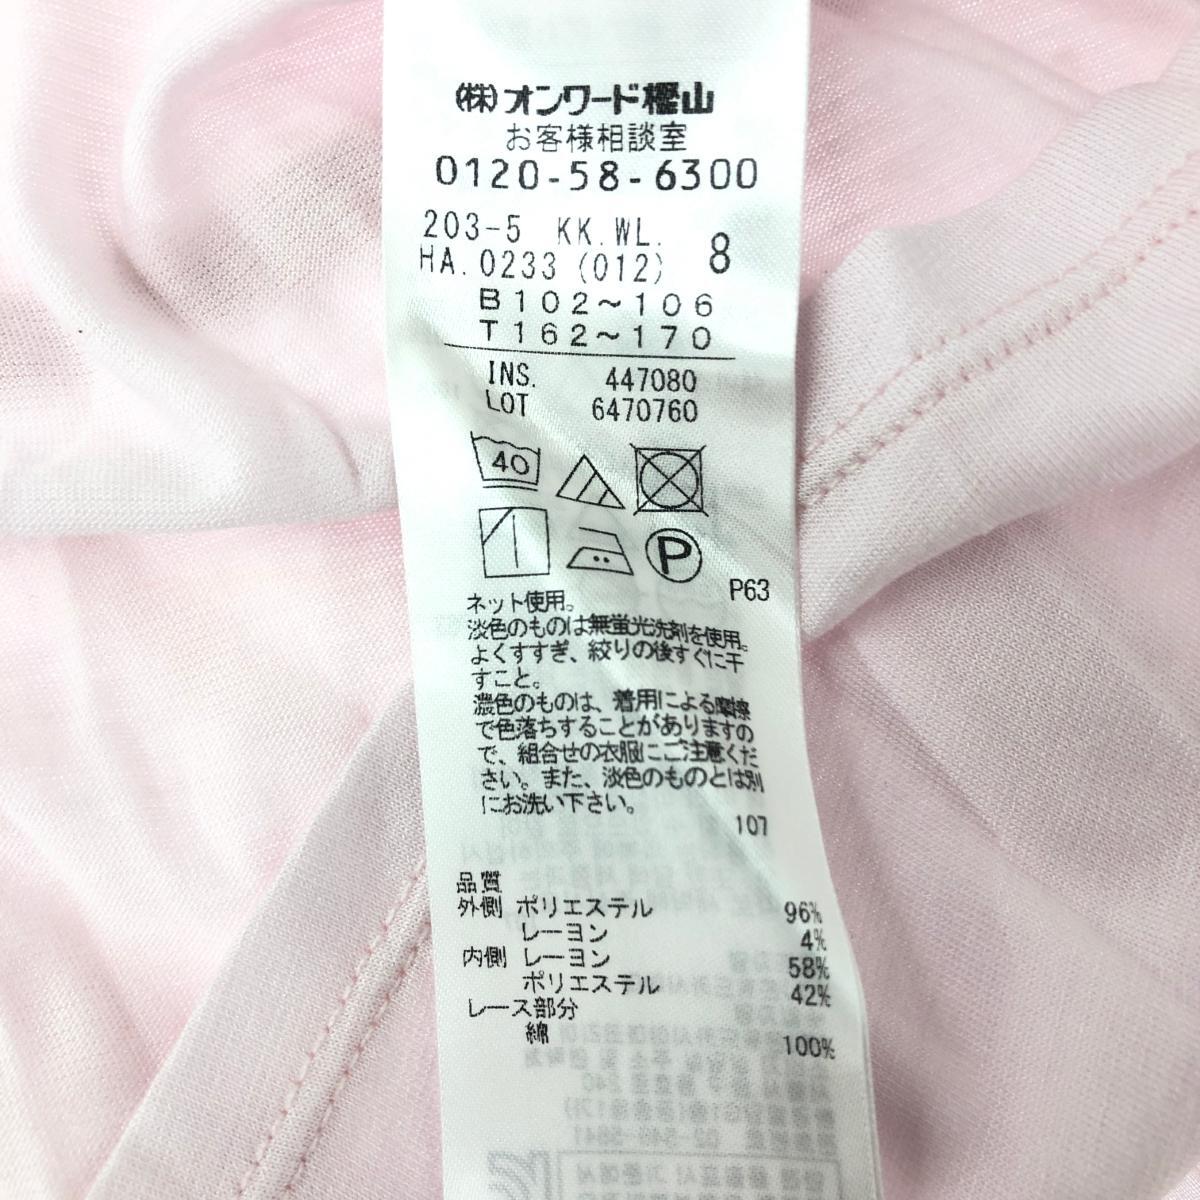 (株)オンワード樫山
お客様相談室
0120-58-6300
203-5 KK.WL.
HA.0233 (012) 8
B102~106
T162~170
INS. 447080
LOT 6470760
40
P
P63
ネット使用。
淡色のものは無蛍光洗剤を使用。
よくすすぎ、絞りの後すぐに干
すこと。
濃色のものは、着用による摩擦
で色落ちすることがありますの
で、組合せの衣服にご注意くだ
さい。また、淡色のものとは別
にお洗い下さい。
107
品質
外側 ポリエステル 96%
レーヨン 4%
内側 レーヨン 58%
ポリエステル 42%
レース部分
綿 100%